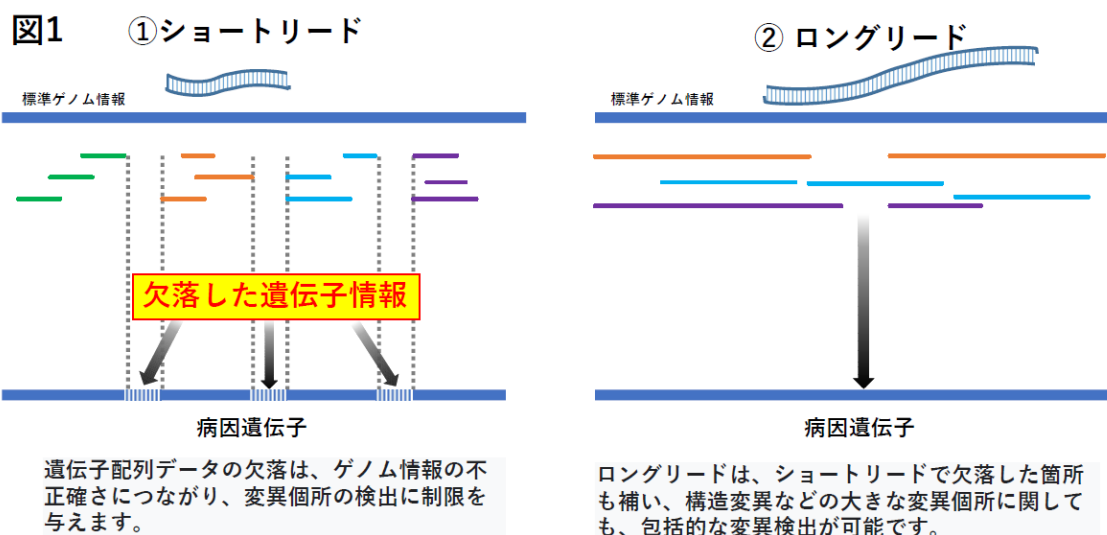 図1
①ショートリード
標準ゲノム情報
欠落した遺伝子情報
病因遺伝子
遺伝子配列データの欠落は、ゲノム情報の不
正確さにつながり、変異個所の検出に制限を
与えます。
② ロングリード
標準ゲノム情報
病因遺伝子
ロングリードは、ショートリードで欠落した箇所
も補い、構造変異などの大きな変異個所に関して
も、包括的な変異検出が可能です。